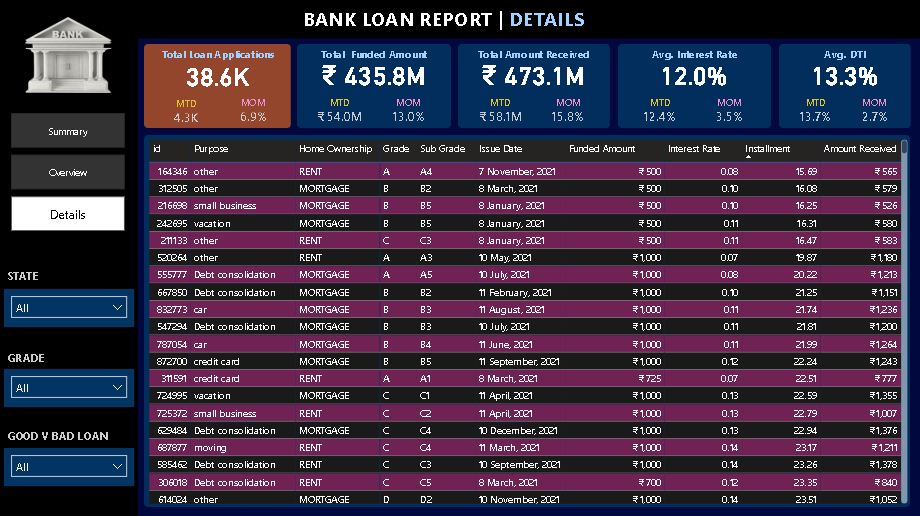 BANK LOAN REPORT | DETAILS
BANK
Summary
Overview
Details
STATE
All
GRADE
All
GOOD V BAD LOAN
All
Total Loan Applications
38.6K
MTD MOM
4.3K 6.9%
Total Funded Amount
₹ 435.8M
MTD MOM
₹ 54.0M 13.0%
Total Amount Received
₹ 473.1M
MTD MOM
₹ 58.1M 15.8%
Avg. Interest Rate
12.0%
MTD MOM
12.4% 3.5%
Avg. DTI
13.3%
MTD MOM
13.7% 2.7%
id Purpose Home Ownership Grade Sub Grade Issue Date Funded Amount Interest Rate Installment Amount Received
164346 other RENT A A4 7 November, 2021 ₹ 500 0.08 15.69 ₹ 565
312505 other MORTGAGE B B2 8 March, 2021 ₹ 500 0.10 16.08 ₹ 579
216698 small business MORTGAGE B B5 8 January, 2021 ₹ 500 0.10 16.25 ₹ 526
242695 vacation MORTGAGE B B5 8 January, 2021 ₹ 500 0.11 16.31 ₹ 580
211133 other RENT C C3 8 January, 2021 ₹ 500 0.11 16.47 ₹ 583
520264 other RENT A A3 10 May, 2021 ₹1,000 0.07 19.87 ₹1,180
555777 Debt consolidation MORTGAGE A A5 10 July, 2021 ₹1,000 0.08 20.22 ₹1,213
667850 Debt consolidation MORTGAGE B B2 11 February, 2021 ₹1,000 0.10 21.25 ₹1,151
832773 car MORTGAGE B B3 11 August, 2021 ₹1,000 0.11 21.74 ₹1,236
547294 Debt consolidation MORTGAGE B B3 10 July, 2021 ₹1,000 0.11 21.81 ₹1,200
787054 car MORTGAGE B B4 11 June, 2021 ₹1,000 0.11 21.99 ₹1,264
872700 credit card MORTGAGE B B5 11 September, 2021 ₹1,000 0.12 22.24 ₹1,243
311591 credit card RENT A A1 8 March, 2021 ₹ 725 0.07 22.51 ₹ 777
724995 vacation MORTGAGE C C1 11 April, 2021 ₹1,000 0.13 22.59 ₹1,355
725372 small business RENT C C2 11 April, 2021 ₹1,000 0.13 22.79 ₹1,007
629484 Debt consolidation MORTGAGE C C4 10 December, 2021 ₹1,000 0.13 22.94 ₹1,376
687877 moving RENT C C4 11 March, 2021 ₹1,000 0.14 23.17 ₹1,211
585462 Debt consolidation RENT C C3 10 September, 2021 ₹1,000 0.14 23.26 ₹1,378
306018 Debt consolidation RENT C C5 8 March, 2021 ₹ 700 0.12 23.35 ₹ 840
614024 other MORTGAGE D D2 10 November, 2021 ₹1,000 0.14 23.51 ₹1,052